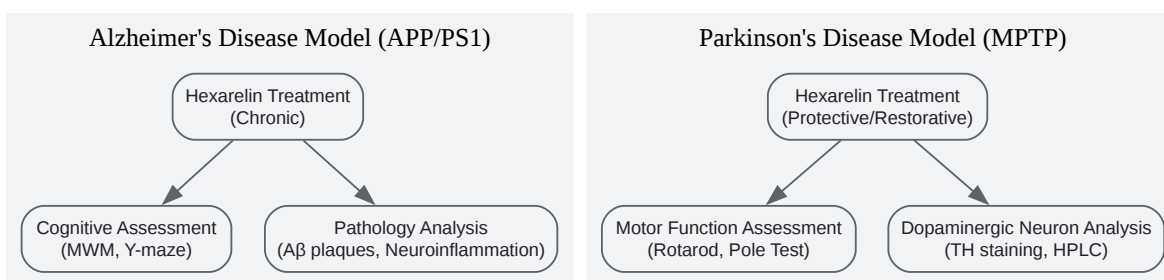 Alzheimer's Disease Model (APP/PS1)
Hexarelin Treatment
(Chronic)
Cognitive Assessment
(MWM, Y-maze)
Pathology Analysis
(Aβ plaques, Neuroinflammation)
Parkinson's Disease Model (MPTP)
Hexarelin Treatment
(Protective/Restorative)
Motor Function Assessment
(Rotarod, Pole Test)
Dopaminergic Neuron Analysis
(TH staining, HPLC)